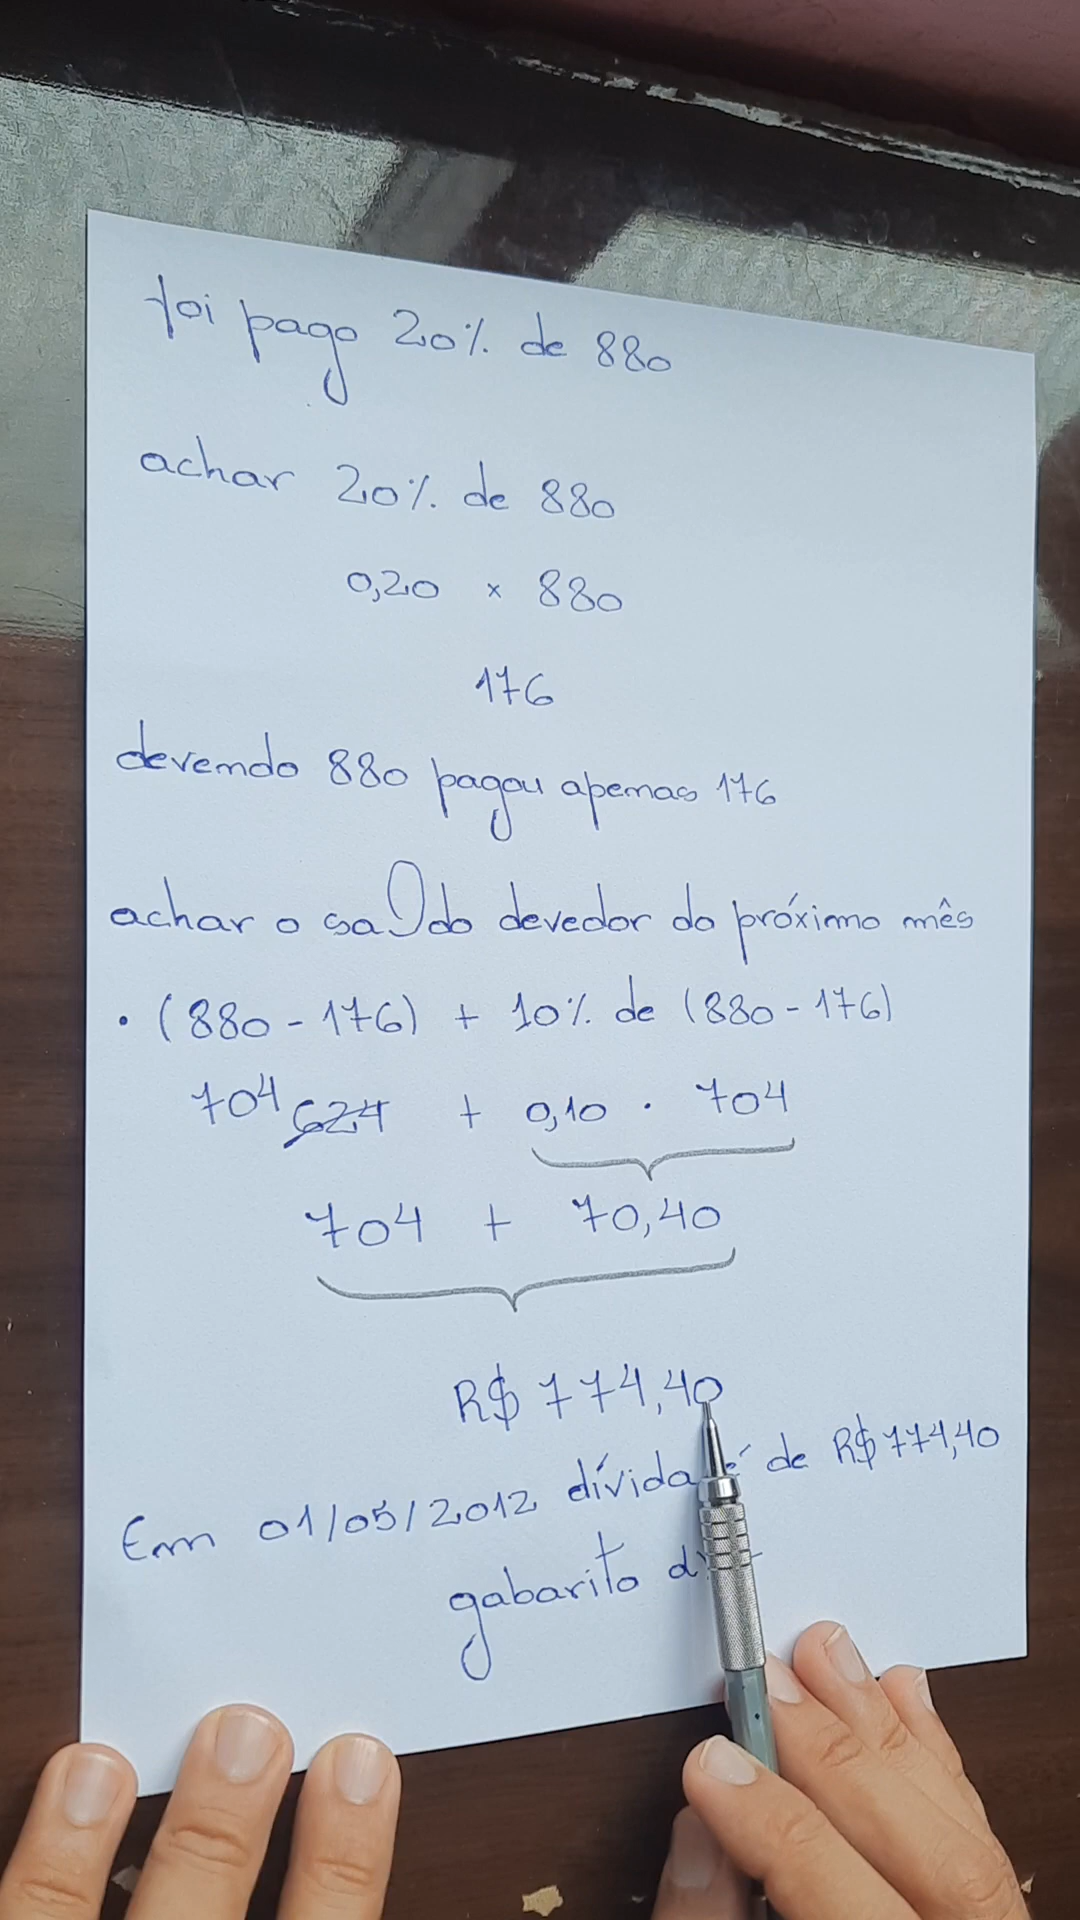 foi pago 20% de 880
achar 20% de 880
0,20 × 880
176
devendo 880 pagou apenas 176
achar o saldo devedor do próximo mês
• (880 - 176) + 10% de (880 - 176)
704 624 + 0,10 · 704
704 + 70,40
R$ 774,40
Em 01/05/2012 dívida é de R$ 774,40
gabarito d